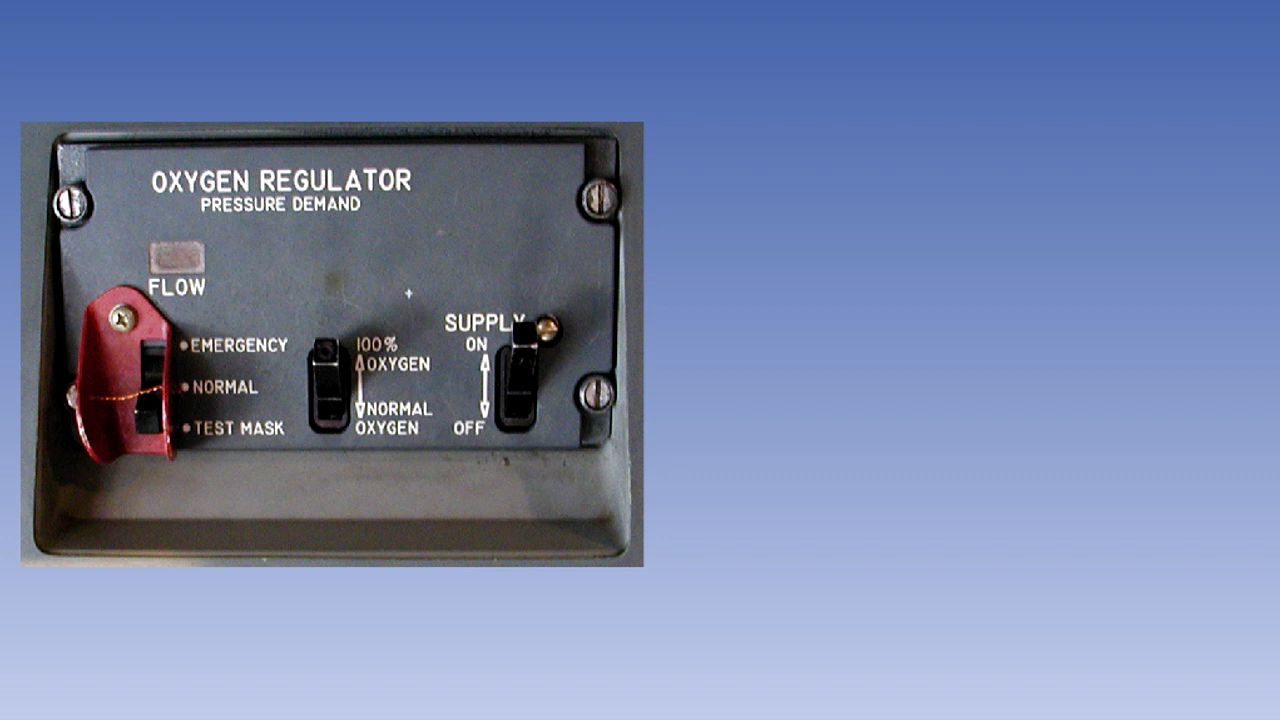 OXYGEN REGULATOR
PRESSURE DEMAND
FLOW
EMERGENCY
NORMAL
TEST MASK
100%
OXYGEN
NORMAL
OXYGEN
SUPPLY
ON
OFF